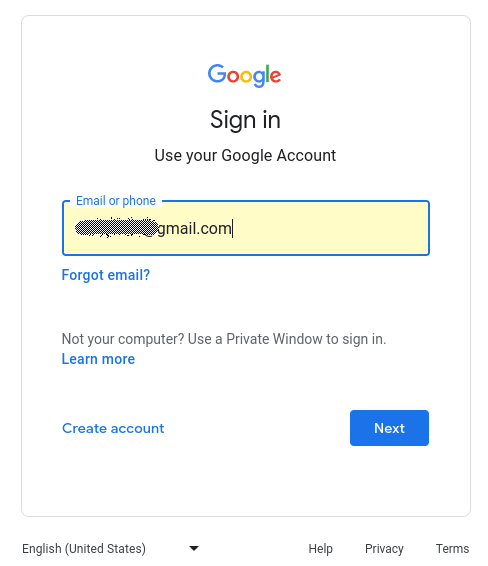 Google
Sign in
Use your Google Account
Email or phone
gmail.com
Forgot email?
Not your computer? Use a Private Window to sign in.
Learn more
Create account
Next
English (United States)
Help Privacy Terms